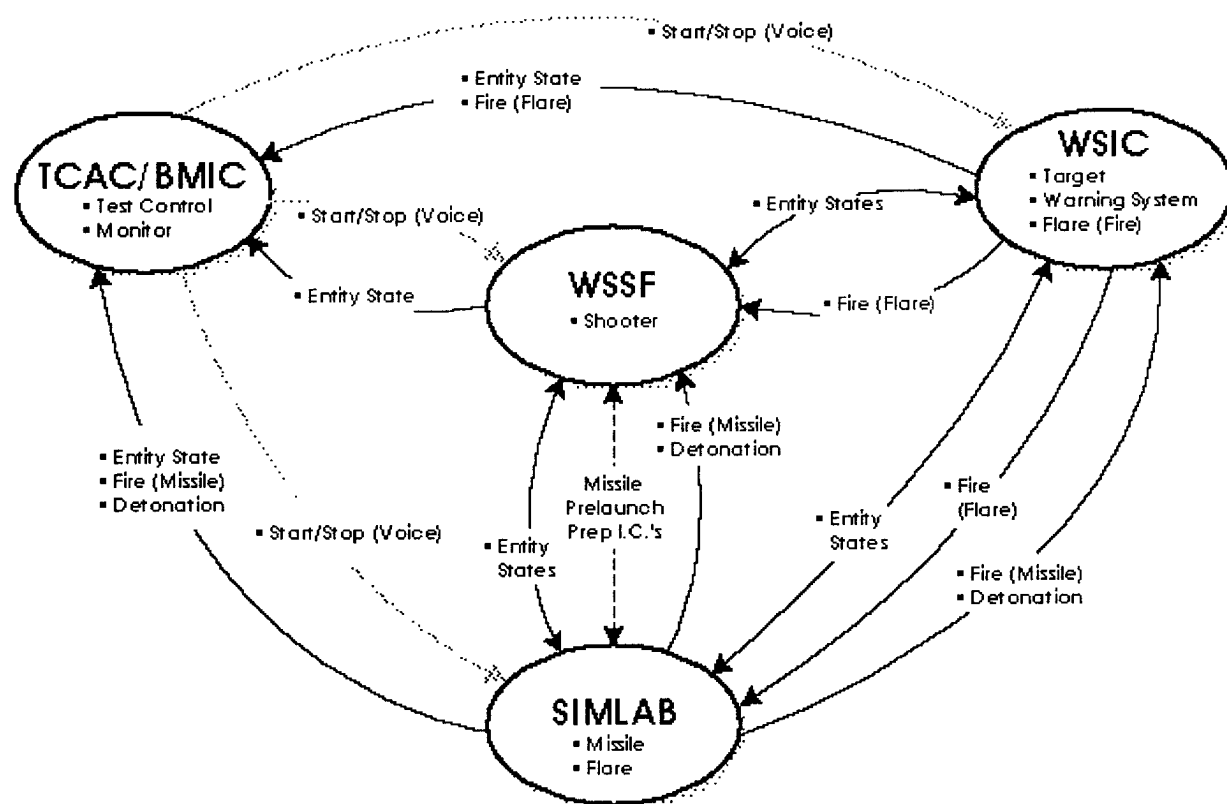 ▪ Start/Stop (Voice)
▪ Entity State
▪ Fire (Flare)
TCAC/BMIC
▪ Test Control
▪ Monitor
WSIC
▪ Target
▪ Warning System
▪ Flare (Fire)
▪ Start/Stop (Voice)
▪ Entity States
WSSF
▪ Shooter
▪ Entity State
▪ Fire (Flare)
▪ Entity State
▪ Fire (Missile)
▪ Detonation
▪ Start/Stop (Voice)
▪ Entity
States
Missile
Prelaunch
Prep I.C.'s
▪ Fire (Missile)
▪ Detonation
▪ Entity
States
▪ Fire
(Flare)
▪ Fire (Missile)
▪ Detonation
SIMLAB
▪ Missile
▪ Flare